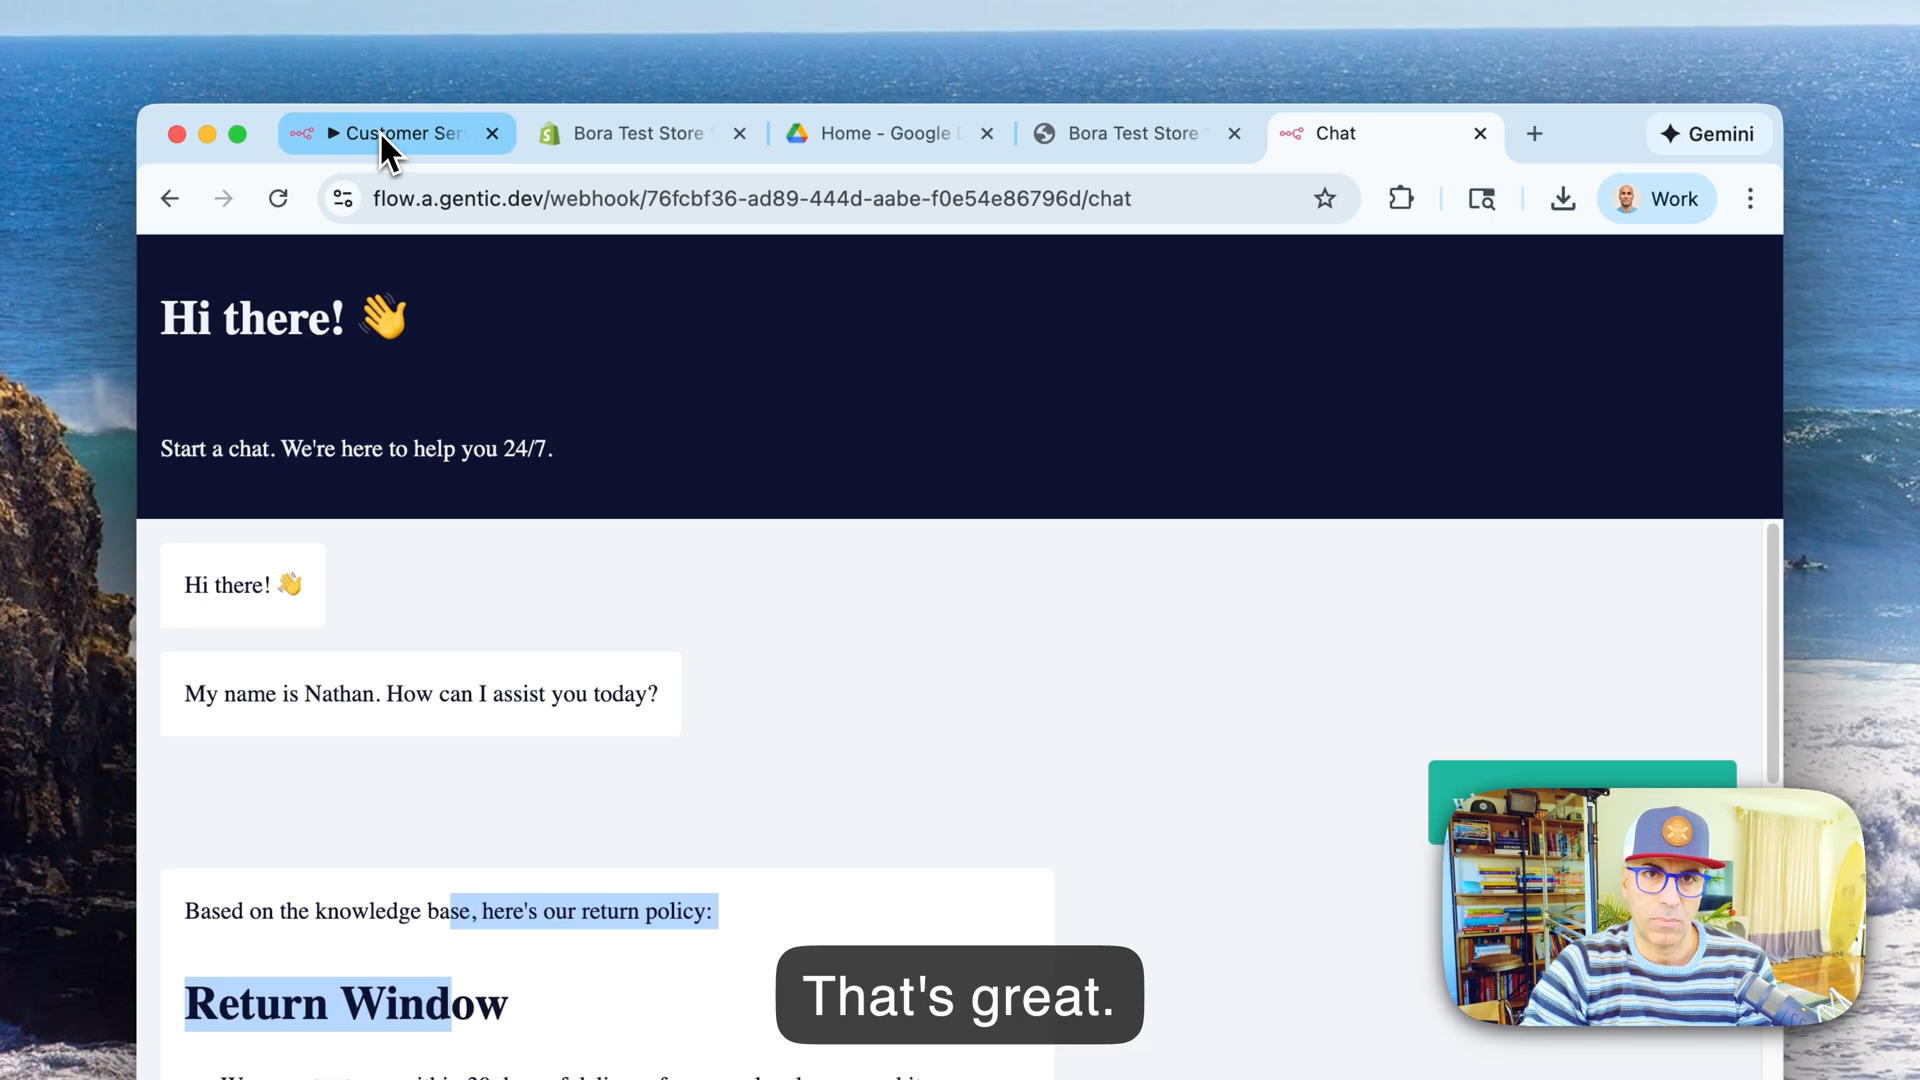 ▶ Customer Ser
Bora Test Store
Home - Google
Bora Test Store
Chat
Gemini
flow.a.gentic.dev/webhook/76fcbf36-ad89-444d-aabe-f0e54e86796d/chat
Work
Hi there! 👋
Start a chat. We're here to help you 24/7.
Hi there! 👋
My name is Nathan. How can I assist you today?
Based on the knowledge base, here's our return policy:
Return Window
That's great.